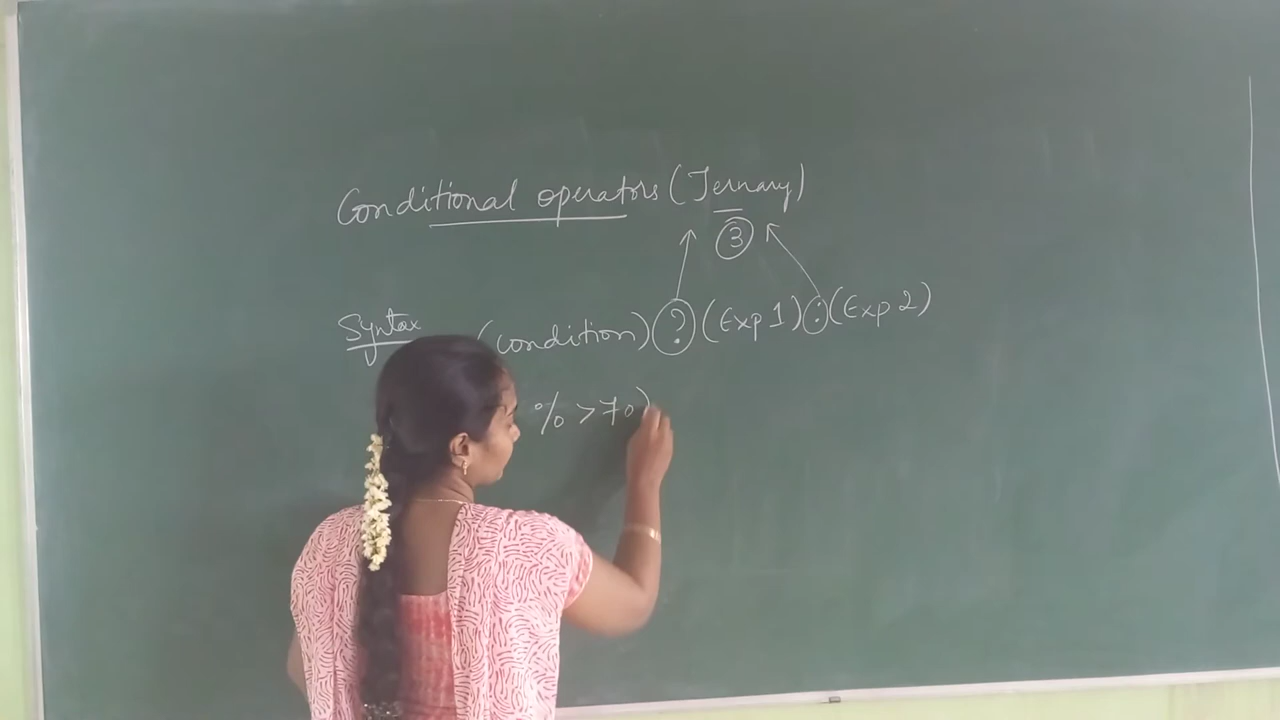 Conditional operators (Ternary)
3
Syntax (condition) ? (Exp 1) : (Exp 2)
% > 70)